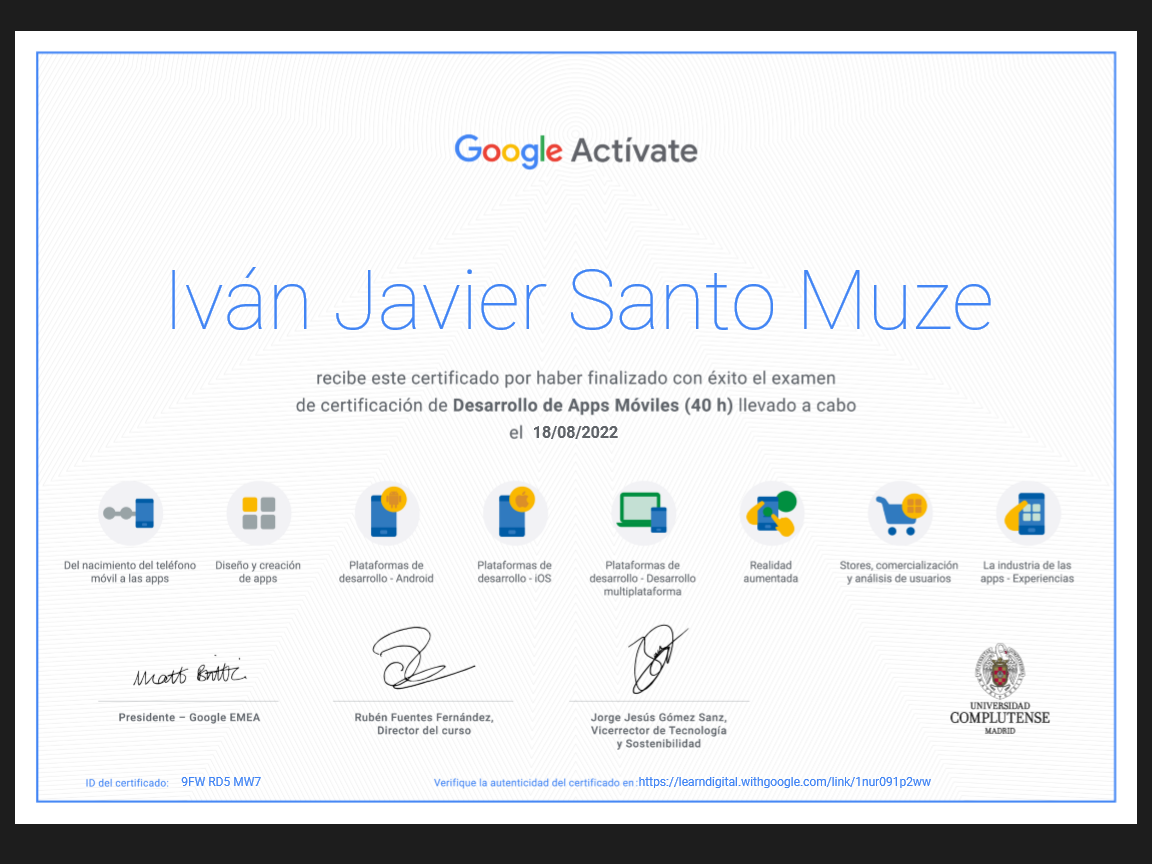 Google Actívate
Iván Javier Santo Muze
recibe este certificado por haber finalizado con éxito el examen
de certificación de Desarrollo de Apps Móviles (40 h) llevado a cabo
el 18/08/2022
Del nacimiento del teléfono
móvil a las apps
Diseño y creación
de apps
Plataformas de
desarrollo - Android
Plataformas de
desarrollo - iOS
Plataformas de
desarrollo - Desarrollo
multiplataforma
Realidad
aumentada
Stores, comercialización
y análisis de usuarios
La industria de las
apps - Experiencias
Presidente – Google EMEA
Rubén Fuentes Fernández,
Director del curso
Jorge Jesús Gómez Sanz,
Vicerrector de Tecnología
y Sostenibilidad
UNIVERSIDAD
COMPLUTENSE
MADRID
ID del certificado: 9FW RD5 MW7
Verifique la autenticidad del certificado en: https://learndigital.withgoogle.com/link/1nur091p2ww